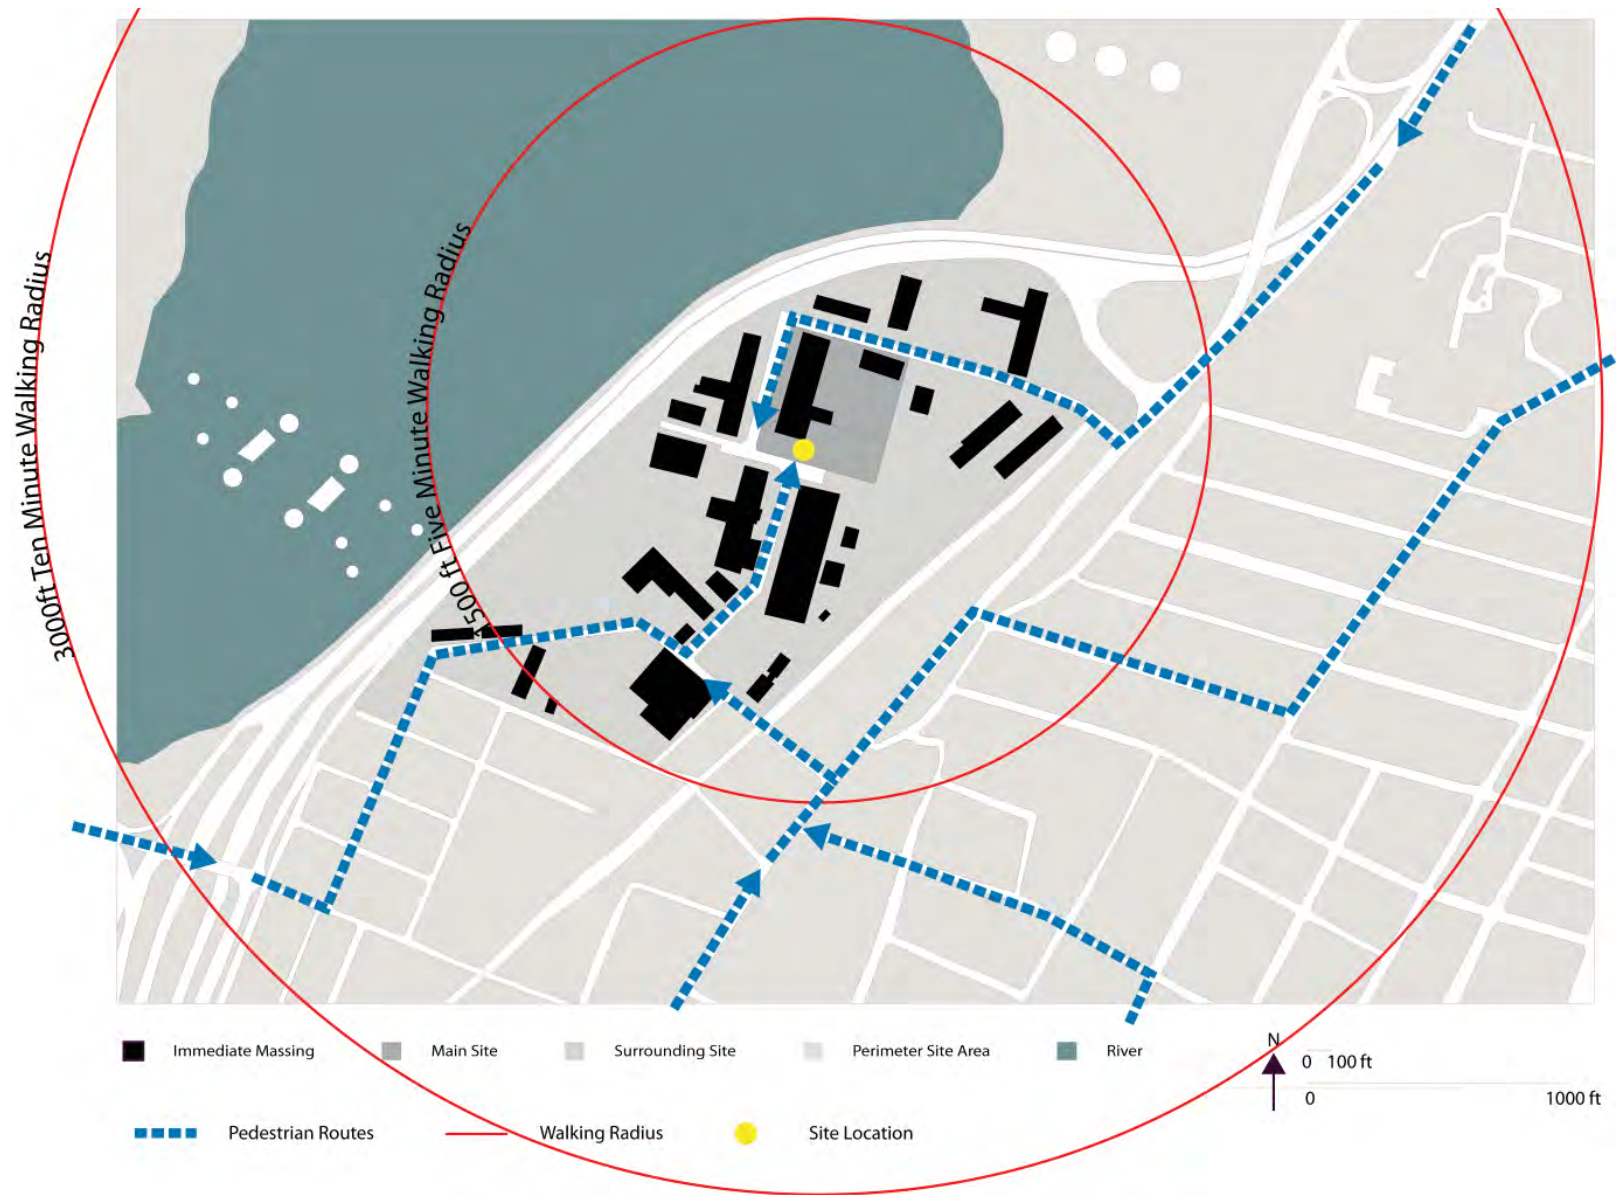 3000ft Ten Minute Walking Radius
1500 ft Five Minute Walking Radius
Immediate Massing
Main Site
Surrounding Site
Perimeter Site Area
River
N
0 100 ft
0 1000 ft
Pedestrian Routes
Walking Radius
Site Location